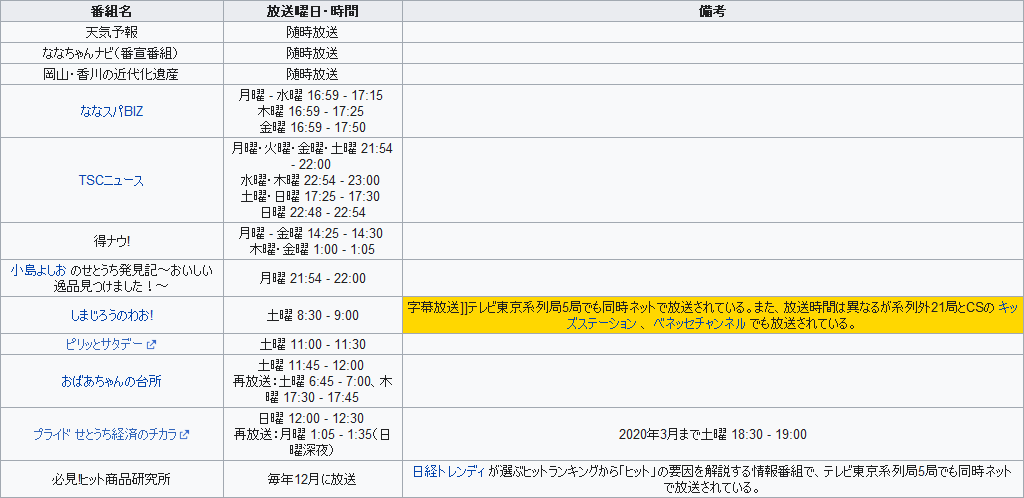 番組名 放送曜日・時間 備考
天気予報 随時放送
ななちゃんナビ(番宣番組) 随時放送
岡山・香川の近代化遺産 随時放送
ななスパBIZ
月曜 - 水曜 16:59 - 17:15
木曜 16:59 - 17:25
金曜 16:59 - 17:50
TSCニュース
月曜・火曜・金曜・土曜 21:54
- 22:00
水曜・木曜 22:54 - 23:00
土曜・日曜 17:25 - 17:30
日曜 22:48 - 22:54
得ナウ!
月曜 - 金曜 14:25 - 14:30
木曜・金曜 1:00 - 1:05
小島よしお のせとうち発見記〜おいしい
逸品見つけました!〜
月曜 21:54 - 22:00
しまじろうのわお!
土曜 8:30 - 9:00
字幕放送]]テレビ東京系列局5局でも同時ネットで放送されている。また、放送時間は異なるが系列外21局とCSの キッ
ズステーション 、 ベネッセチャンネル でも放送されている。
ピリッとサタデー 土曜 11:00 - 11:30
おばあちゃんの台所
土曜 11:45 - 12:00
再放送:土曜 6:45 - 7:00、木
曜 17:30 - 17:45
プライド せとうち経済のチカラ
日曜 12:00 - 12:30
再放送:月曜 1:05 - 1:35(日
曜深夜)
2020年3月まで土曜 18:30 - 19:00
必見!ヒット商品研究所 毎年12月に放送
日経トレンディ が選ぶヒットランキングから「ヒット」の要因を解説する情報番組で、テレビ東京系列局5局でも同時ネット
で放送されている。